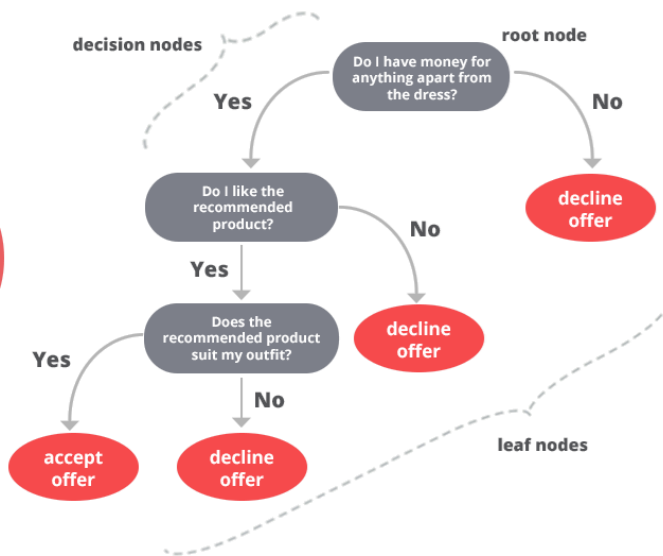 root node
decision nodes
Do I have money for
anything apart from
the dress?
Yes
No
Do I like the
recommended
product?
decline
offer
No
Yes
Does the
recommended product
suit my outfit?
decline
offer
Yes
No
accept
offer
decline
offer
leaf nodes